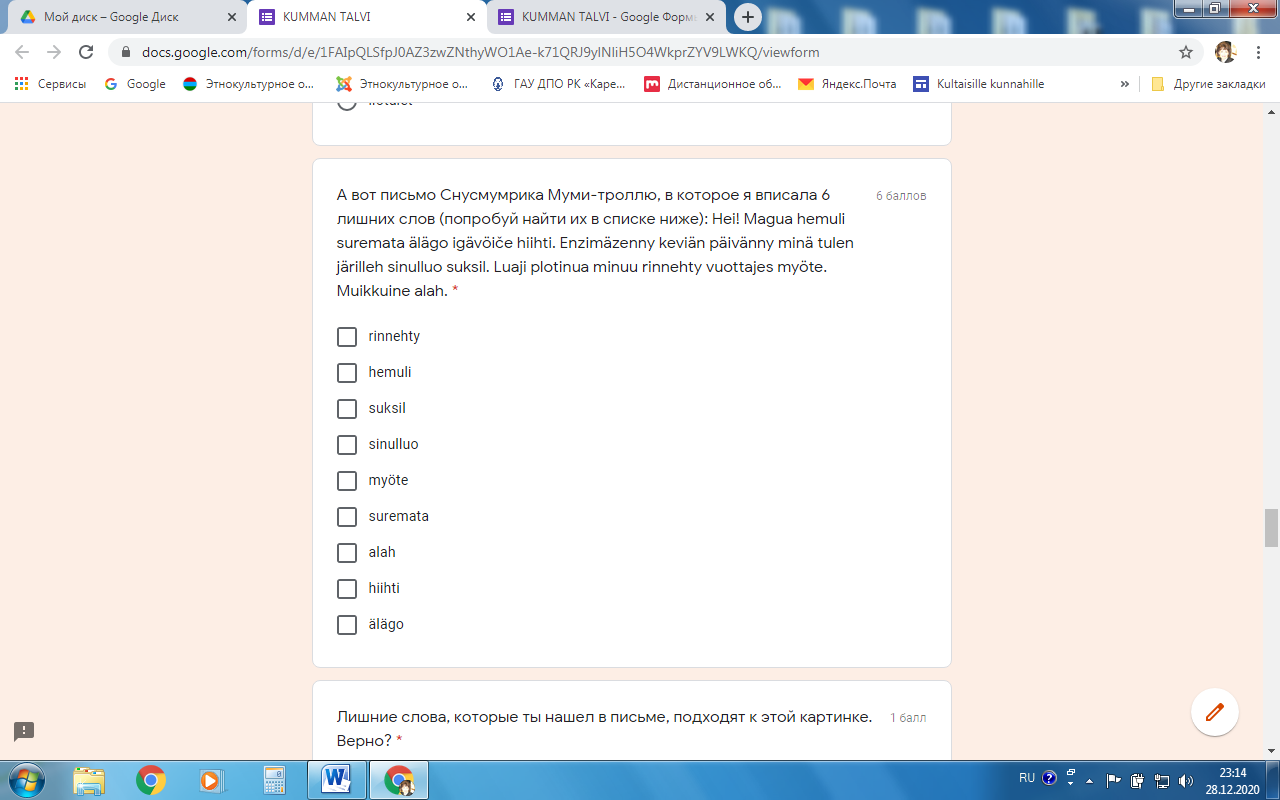 Мой диск – Google Диск
KUMMAN TALVI
KUMMAN TALVI - Google Форм
docs.google.com/forms/d/e/1FAIpQLSfpJ0AZ3zwZNthyWO1Ae-k71QRJ9ylNliH5O4WkprZYV9LWKQ/viewform
Сервисы
Google
Этнокультурное о...
Этнокультурное о...
ГАУ ДПО РК «Каре...
Дистанционное об...
Яндекс.Почта
Kultaisille kunnahille
»
Другие закладки
А вот письмо Снусмумрика Муми-троллю, в которое я вписала 6
лишних слов (попробуй найти их в списке ниже): Hei! Magua hemuli
suremata älägo igävöiče hiihti. Enzimäzenny keviän päivänny minä tulen
järilleh sinulluo suksil. Luaji plotinua minuu rinnehty vuottajes myöte.
Muikkuine alah. *
6 баллов
rinnehty
hemuli
suksil
sinulluo
myöte
suremata
alah
hiihti
älägo
Лишние слова, которые ты нашел в письме, подходят к этой картинке.
Верно? *
1 балл
RU
23:14
28.12.2020